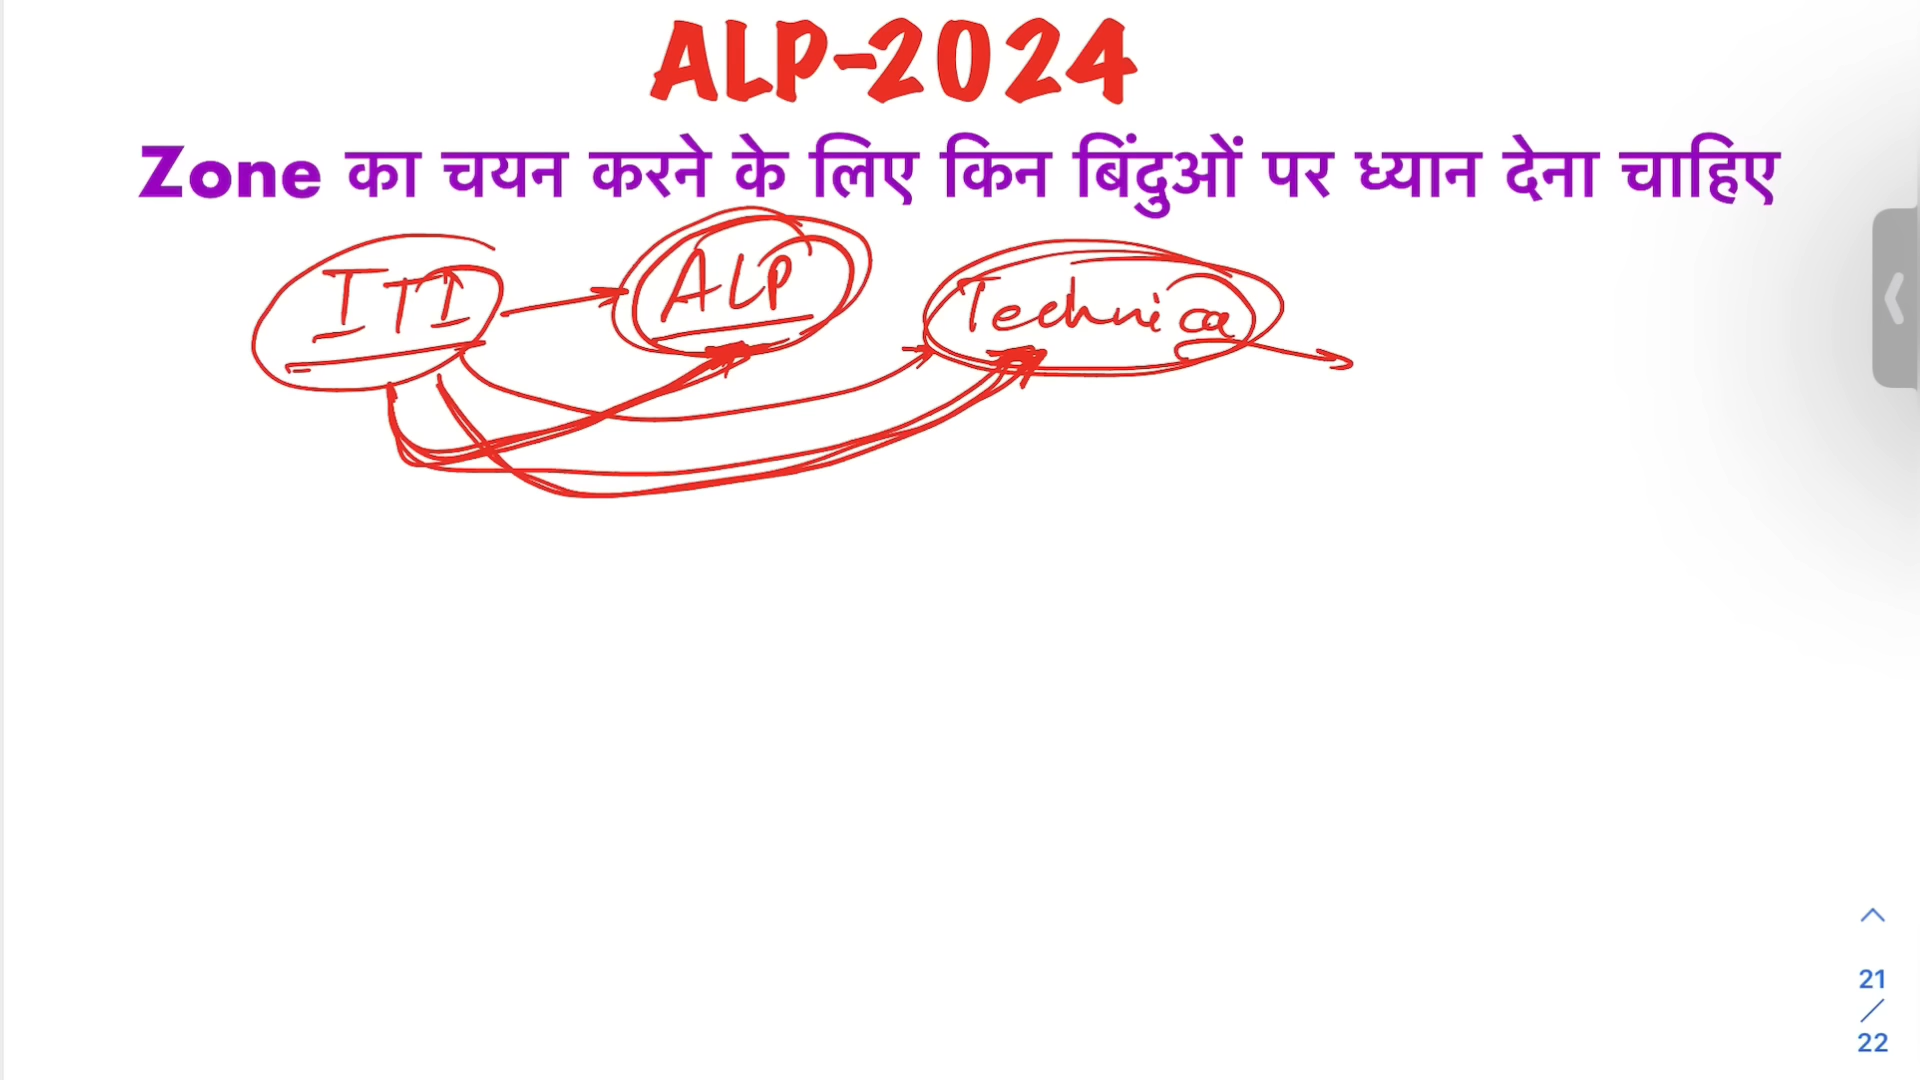 ALP-2024
Zone का चयन करने के लिए किन बिंदुओं पर ध्यान देना चाहिए
ITI ALP Technical
21
/
22